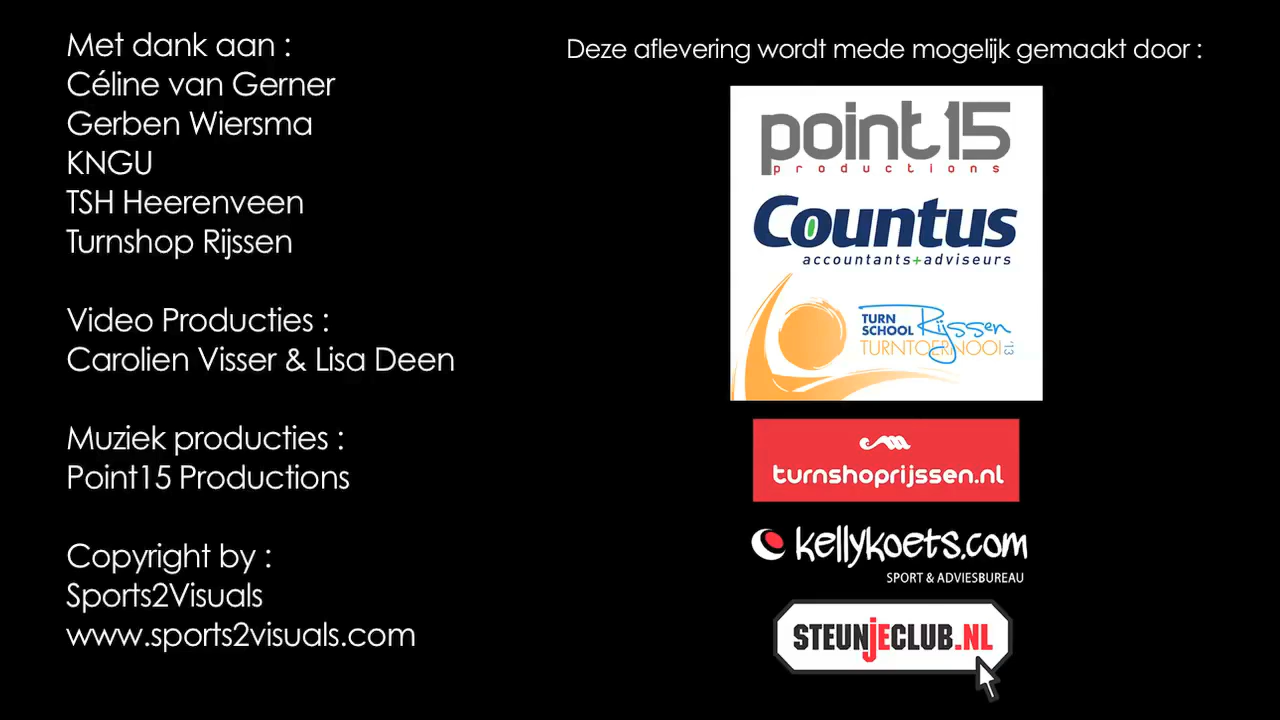 Met dank aan :
Céline van Gerner
Gerben Wiersma
KNGU
TSH Heerenveen
Turnshop Rijssen
Video Producties :
Carolien Visser & Lisa Deen
Muziek producties :
Point15 Productions
Copyright by :
Sports2Visuals
www.sports2visuals.com
Deze aflevering wordt mede mogelijk gemaakt door :
point15
productions
Countus
accountants+adviseurs
TURN
SCHOOL Rijssen
TURNTOERNOOI '13
turnshoprijssen.nl
kellykoets.com
SPORT & ADVIESBUREAU
STEUNjECLUB.NL